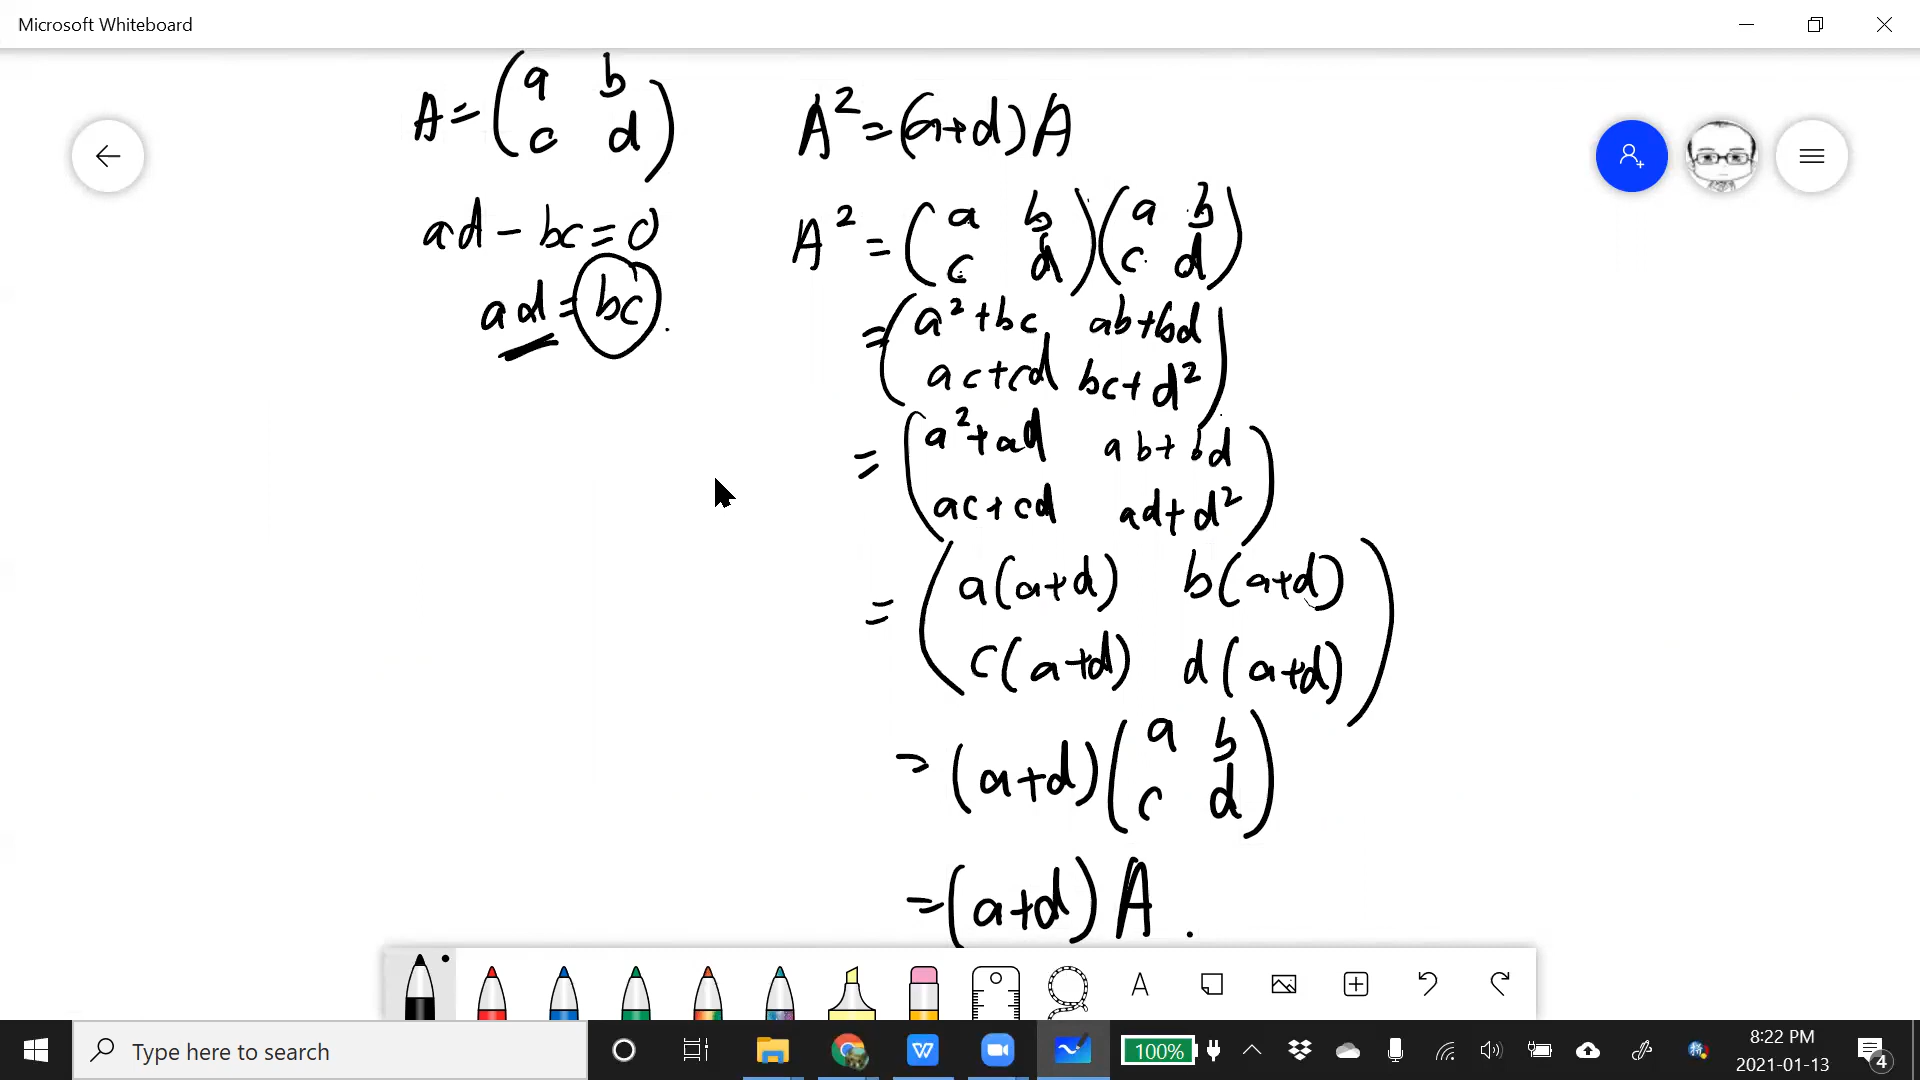 Microsoft Whiteboard
A = (a b
c d)
ad - bc = 0
ad = bc.
A² = (a+d)A
A² = (a b
c d)(a b
c d)
= (a²+bc ab+bd
ac+cd bc+d²)
= (a²+ad ab+bd
ac+cd ad+d²)
= (a(a+d) b(a+d)
c(a+d) d(a+d))
= (a+d)(a b
c d)
= (a+d) A.
A
Type here to search
W
100%
8:22 PM
2021-01-13
4